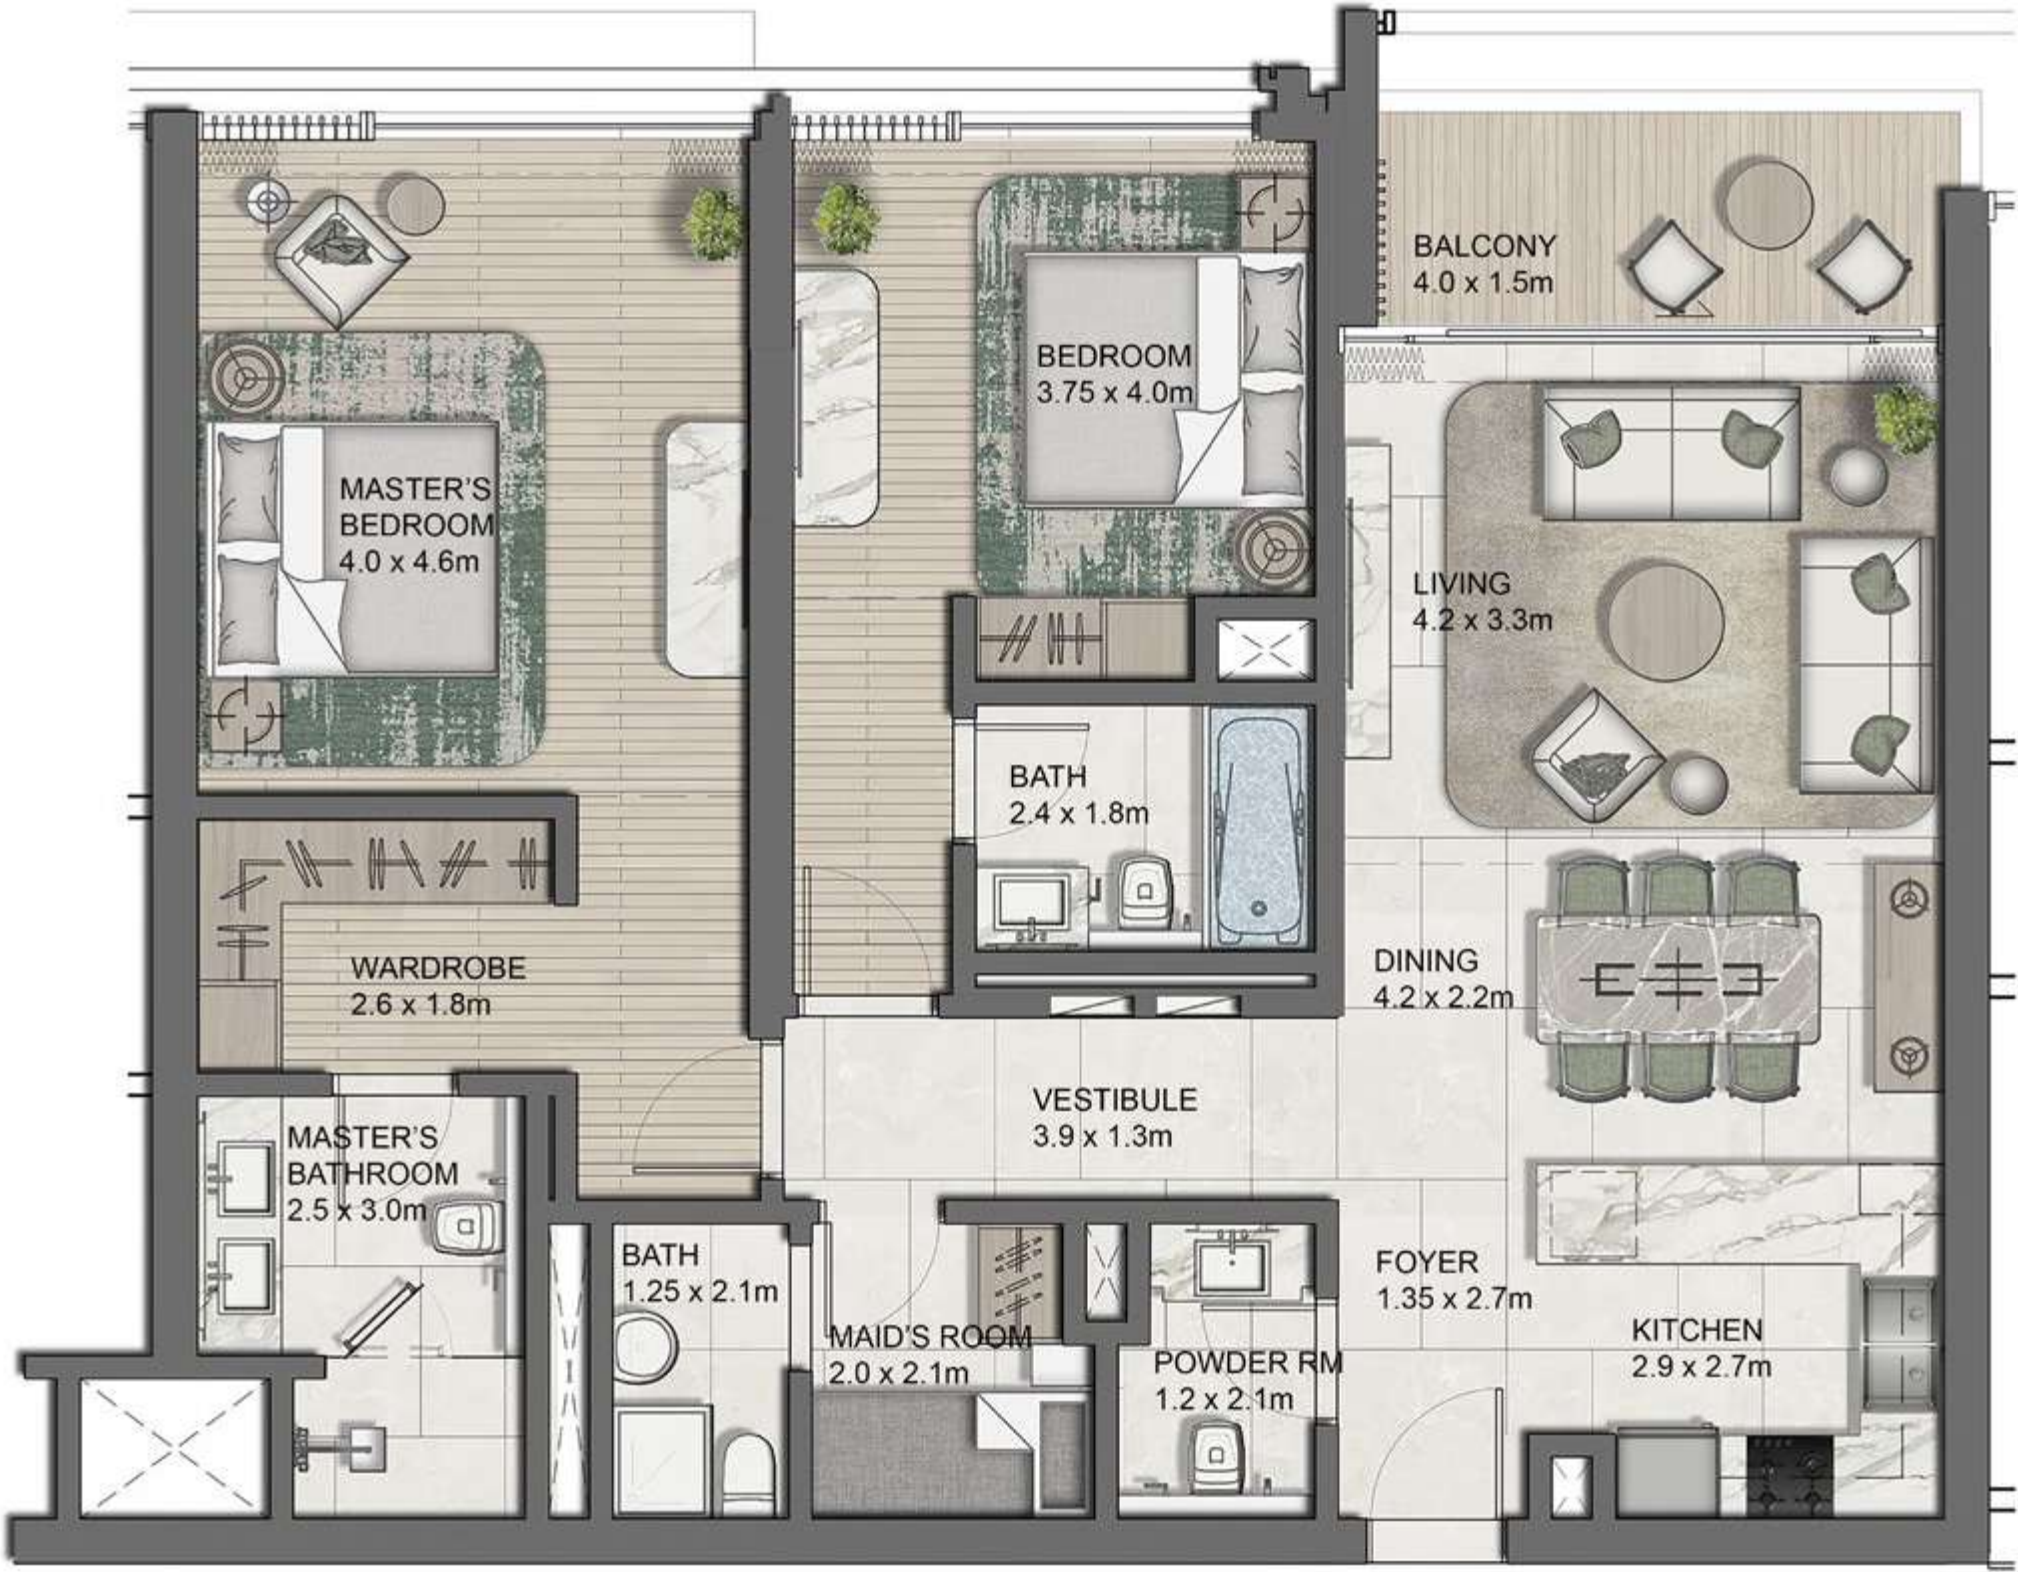 BALCONY
4.0 x 1.5m
BEDROOM
3.75 x 4.0m
MASTER'S
BEDROOM
4.0 x 4.6m
LIVING
4.2 x 3.3m
BATH
2.4 x 1.8m
WARDROBE
2.6 x 1.8m
DINING
4.2 x 2.2m
VESTIBULE
3.9 x 1.3m
MASTER'S
BATHROOM
2.5 x 3.0m
BATH
1.25 x 2.1m
MAID'S ROOM
2.0 x 2.1m
POWDER RM
1.2 x 2.1m
FOYER
1.35 x 2.7m
KITCHEN
2.9 x 2.7m